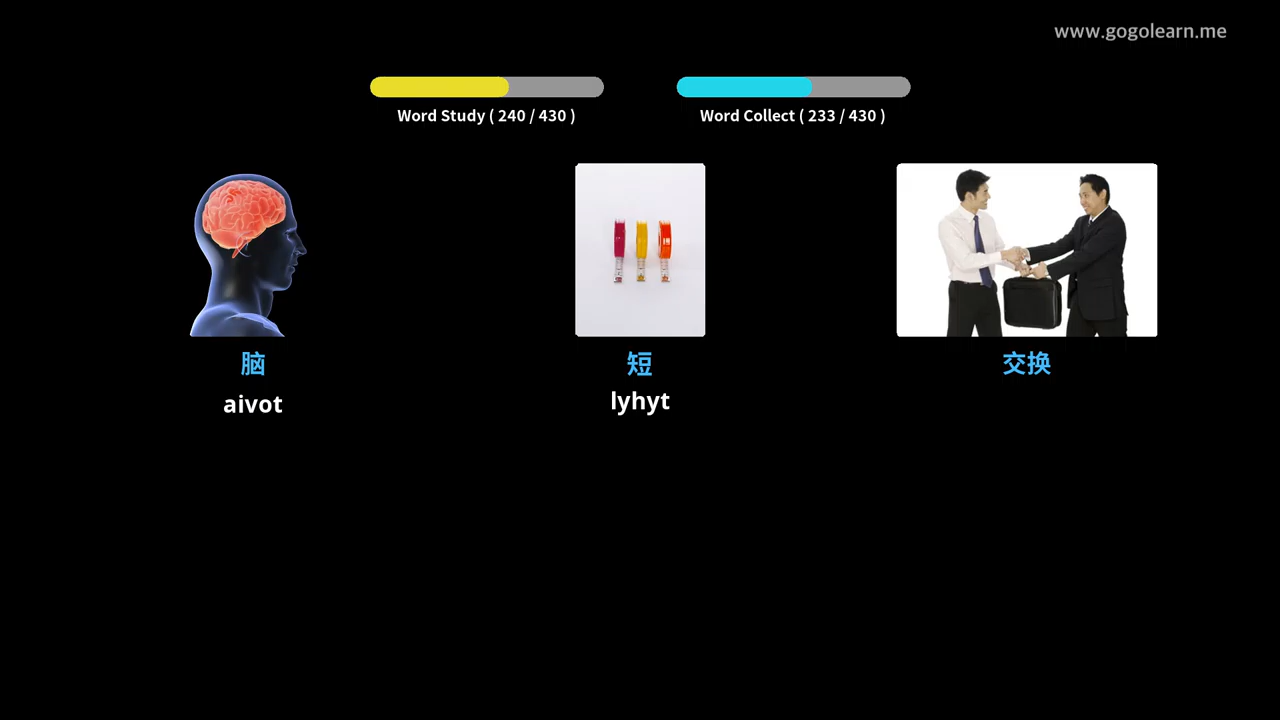 www.gogolearn.me
Word Study ( 240 / 430 )
Word Collect ( 233 / 430 )
脑
短
交换
aivot
lyhyt